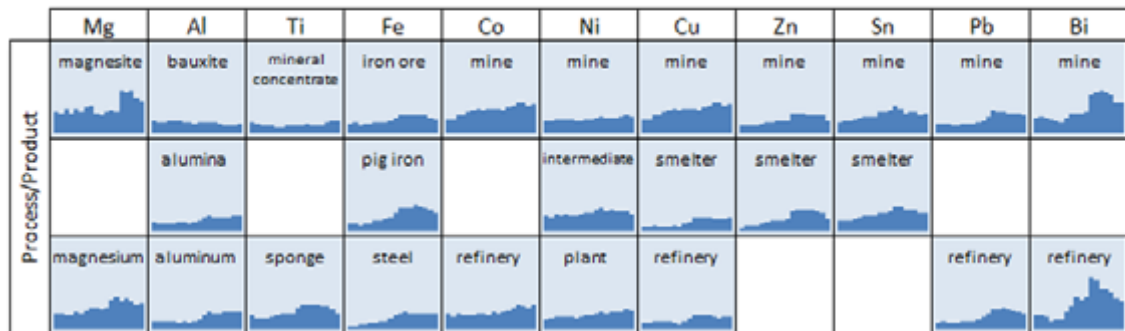 Mg Al Ti Fe Co Ni Cu Zn Sn Pb Bi
Process/Product
magnesite bauxite mineral concentrate iron ore mine mine mine mine mine mine mine
alumina pig iron intermediate smelter smelter smelter
magnesium aluminum sponge steel refinery plant refinery refinery refinery